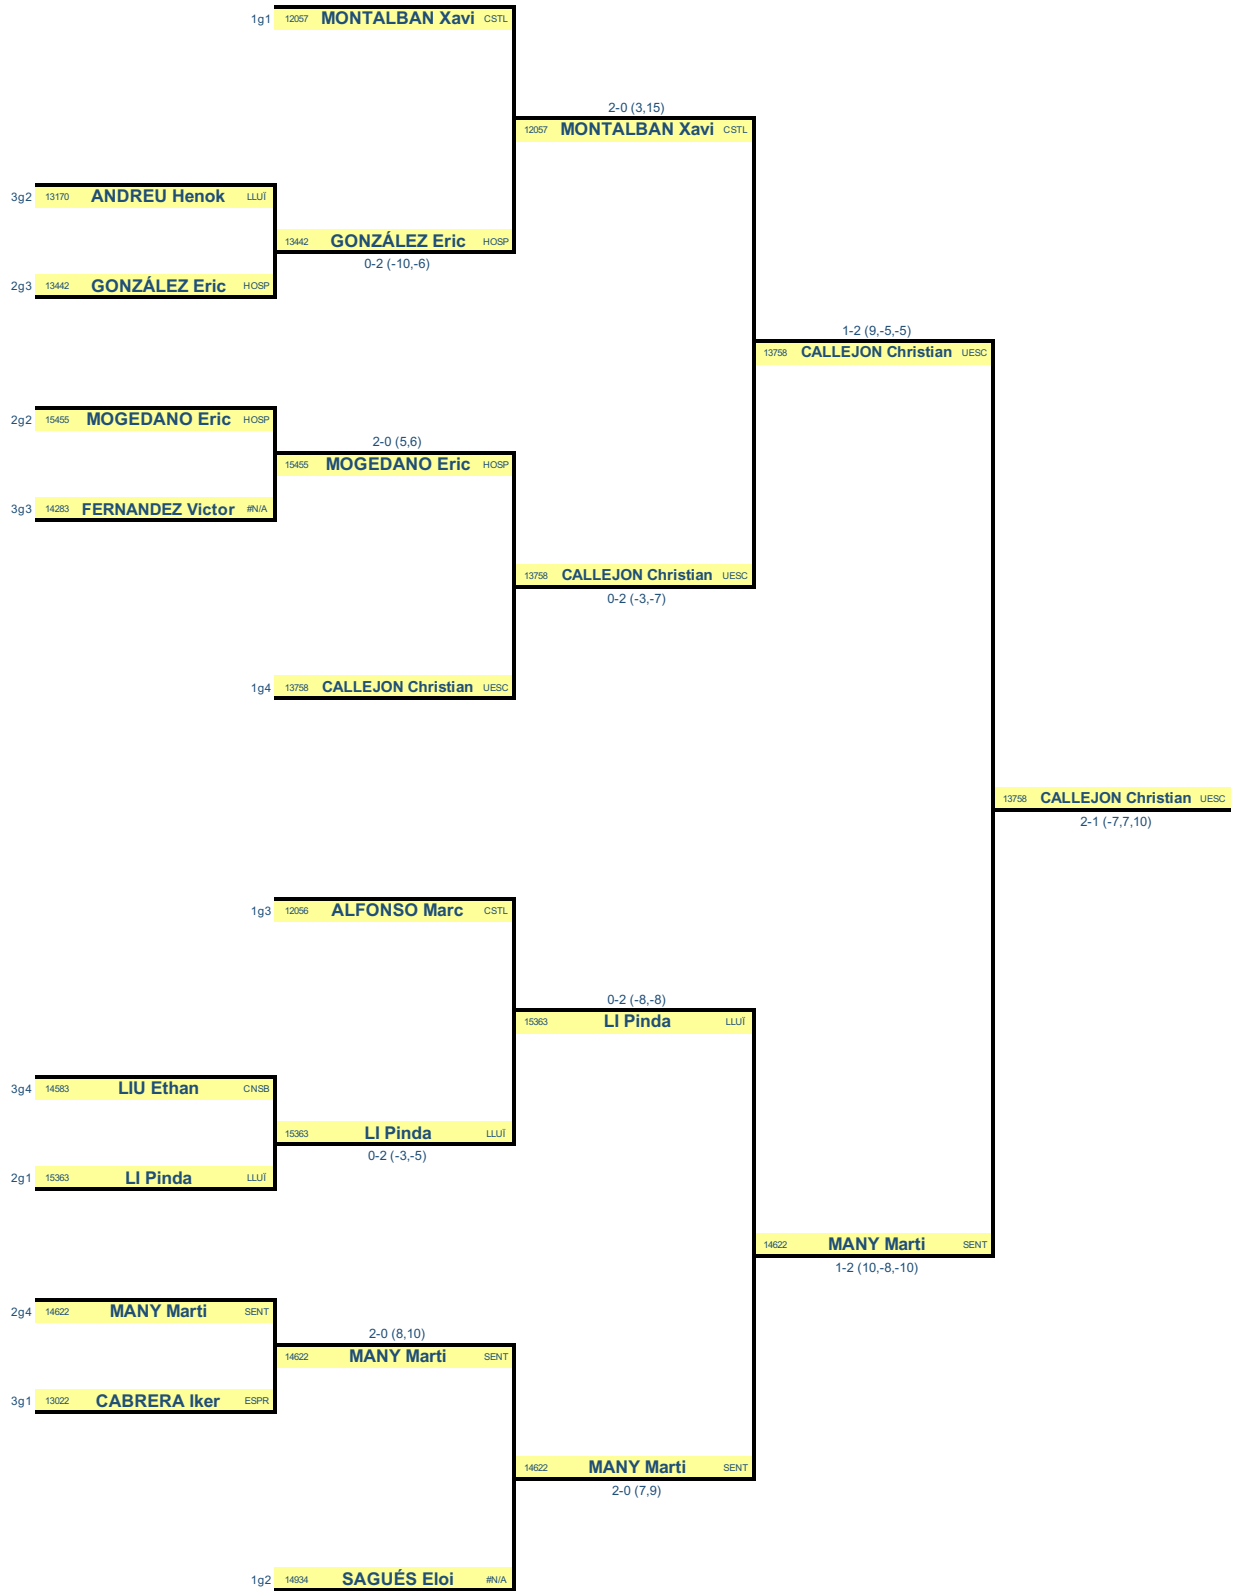 1g1 12057 MONTALBAN Xavi CSTL
2-0 (3,15)
12057 MONTALBAN Xavi CSTL
3g2 13170 ANDREU Henok LLUÏ
13442 GONZÁLEZ Eric HOSP
0-2 (-10,-6)
2g3 13442 GONZÁLEZ Eric HOSP
1-2 (9,-5,-5)
13758 CALLEJON Christian UESC
2g2 15455 MOGEDANO Eric HOSP
2-0 (5,6)
15455 MOGEDANO Eric HOSP
3g3 14283 FERNANDEZ Victor #N/A
13758 CALLEJON Christian UESC
0-2 (-3,-7)
1g4 13758 CALLEJON Christian UESC
13758 CALLEJON Christian UESC
2-1 (-7,7,10)
1g3 12056 ALFONSO Marc CSTL
0-2 (-8,-8)
15363 LI Pinda LLUÏ
3g4 14583 LIU Ethan CNSB
15363 LI Pinda LLUÏ
0-2 (-3,-5)
2g1 15363 LI Pinda LLUÏ
14622 MANY Marti SENT
1-2 (10,-8,-10)
2g4 14622 MANY Marti SENT
2-0 (8,10)
14622 MANY Marti SENT
3g1 13022 CABRERA Iker ESPR
14622 MANY Marti SENT
2-0 (7,9)
1g2 14934 SAGUÉS Eloi #N/A